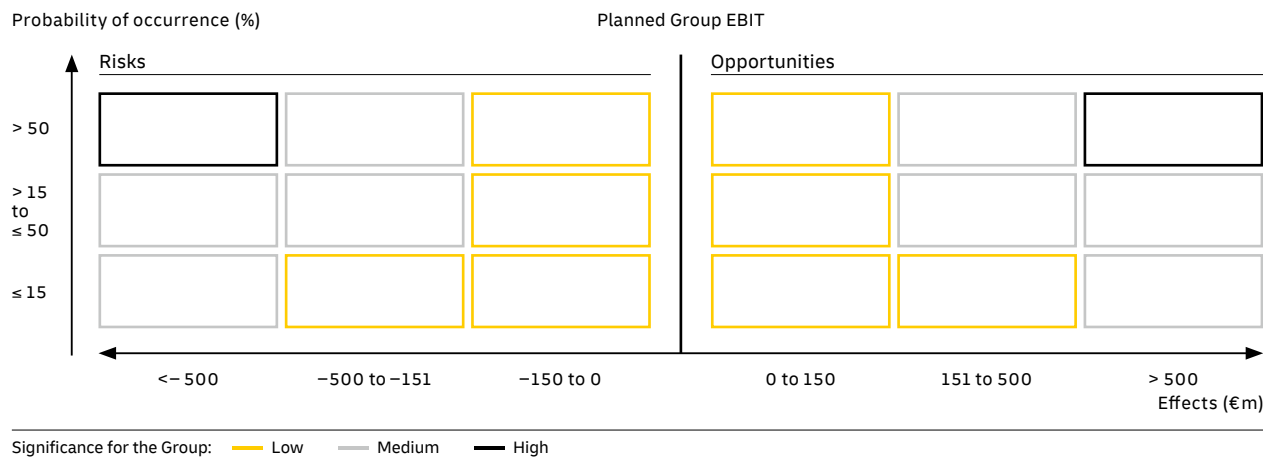 Probability of occurrence (%)
Planned Group EBIT
Risks
Opportunities
> 50
> 15
to
≤ 50
≤ 15
<– 500
–500 to –151
–150 to 0
0 to 150
151 to 500
> 500
Effects (€m)
Significance for the Group: Low Medium High